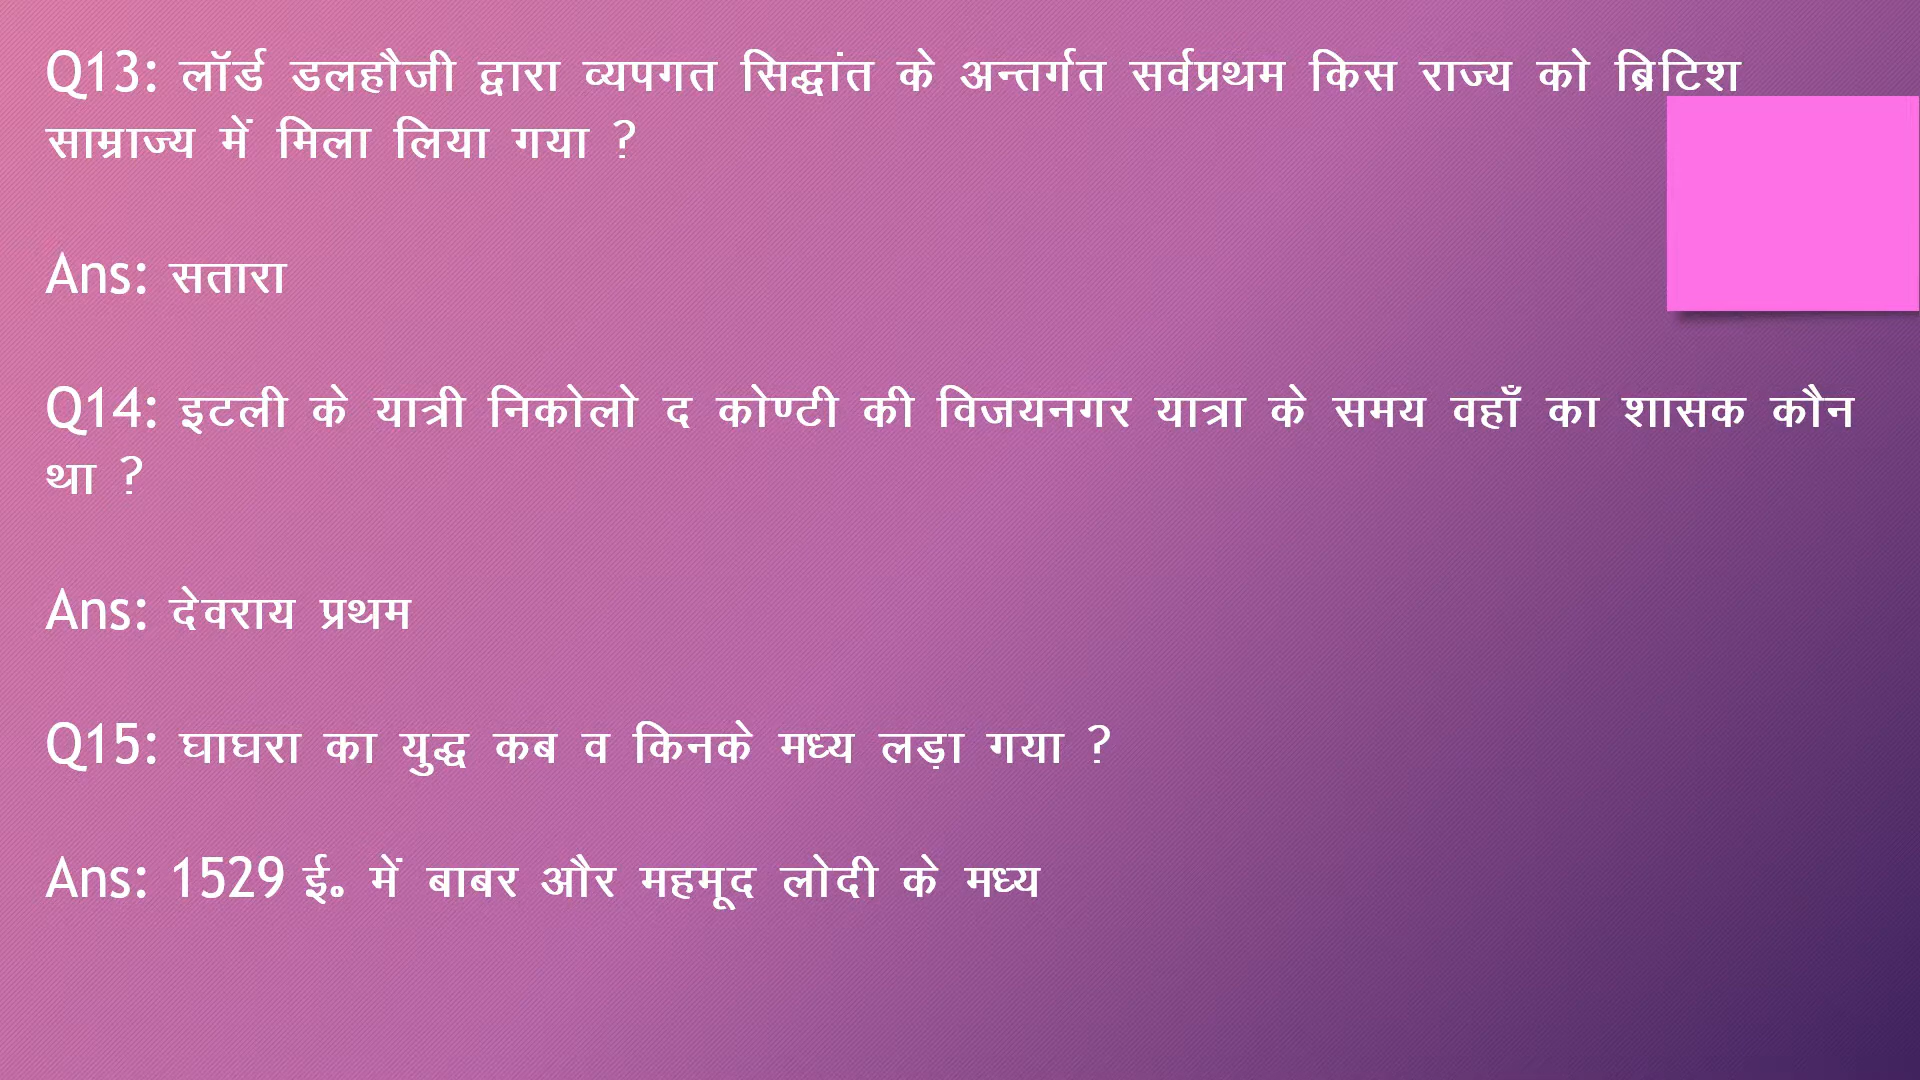 Q13: लॉर्ड डलहौजी द्वारा व्यपगत सिद्धांत के अन्तर्गत सर्वप्रथम किस राज्य को ब्रिटिश
साम्राज्य में मिला लिया गया ?
Ans: सतारा
Q14: इटली के यात्री निकोलो द कोण्टी की विजयनगर यात्रा के समय वहाँ का शासक कौन
था ?
Ans: देवराय प्रथम
Q15: घाघरा का युद्ध कब व किनके मध्य लड़ा गया ?
Ans: 1529 ई॰ में बाबर और महमूद लोदी के मध्य